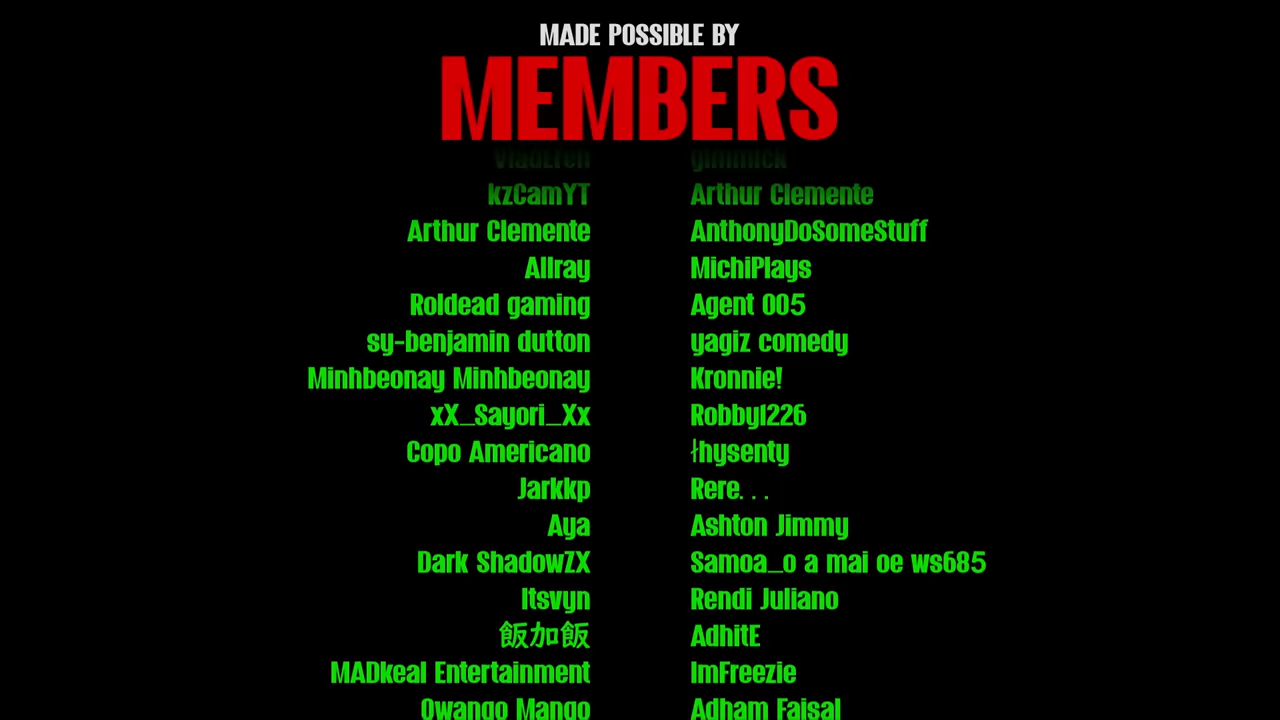 MADE POSSIBLE BY
MEMBERS
gimmick
kzCamYT Arthur Clemente
Arthur Clemente AnthonyDoSomeStuff
Allray MichiPlays
Roldead gaming Agent 005
sy-benjamin dutton yagiz comedy
Minhbeonay Minhbeonay Kronnie!
xX_Sayori_Xx Robby1226
Copo Americano łhysenty
Jarkkp Rere. . .
Aya Ashton Jimmy
Dark ShadowZX Samoa_o a mai oe ws685
Itsvyn Rendi Juliano
飯加飯 AdhitE
MADkeal Entertainment ImFreezie
Owango Mango Adham Faisal